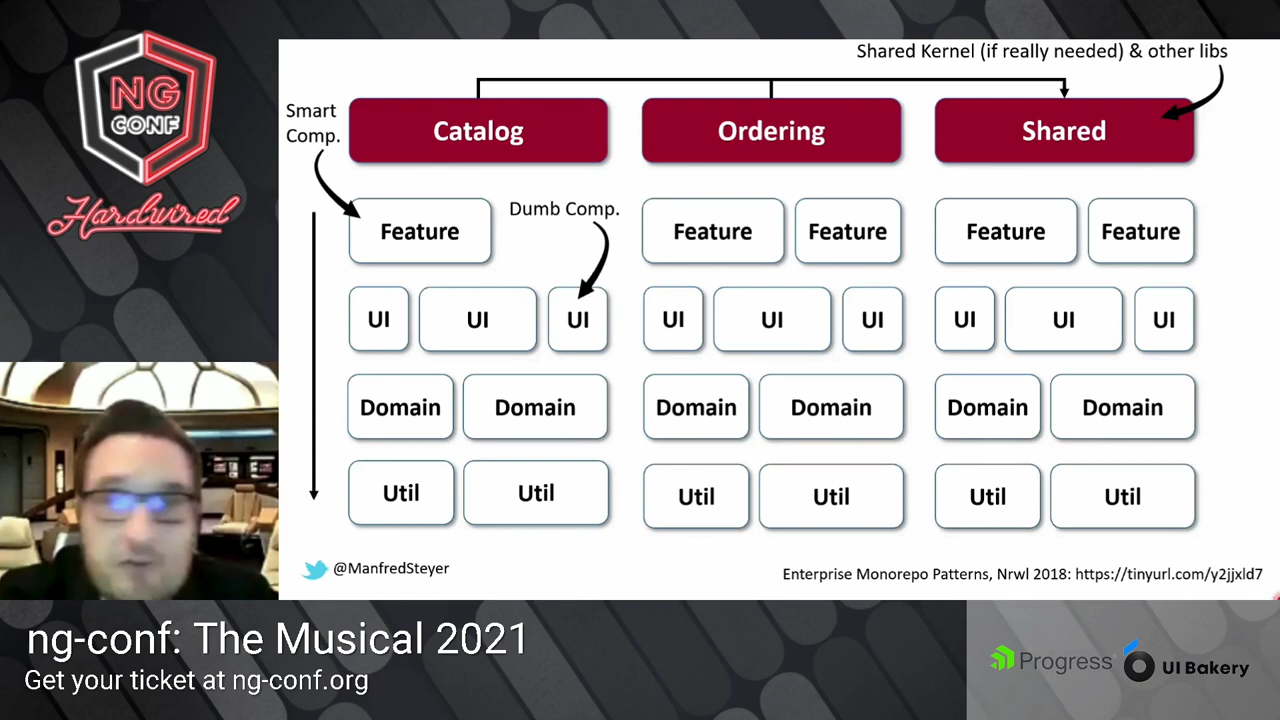 NG
CONF
Hardwired
Shared Kernel (if really needed) & other libs
Smart
Comp.
Catalog
Ordering
Shared
Dumb Comp.
Feature
Feature
Feature
Feature
Feature
UI
UI
UI
UI
UI
UI
UI
UI
UI
Domain
Domain
Domain
Domain
Domain
Domain
Util
Util
Util
Util
Util
Util
@ManfredSteyer
Enterprise Monorepo Patterns, Nrwl 2018: https://tinyurl.com/y2jjxld7
ng-conf: The Musical 2021
Get your ticket at ng-conf.org
Progress
UI Bakery